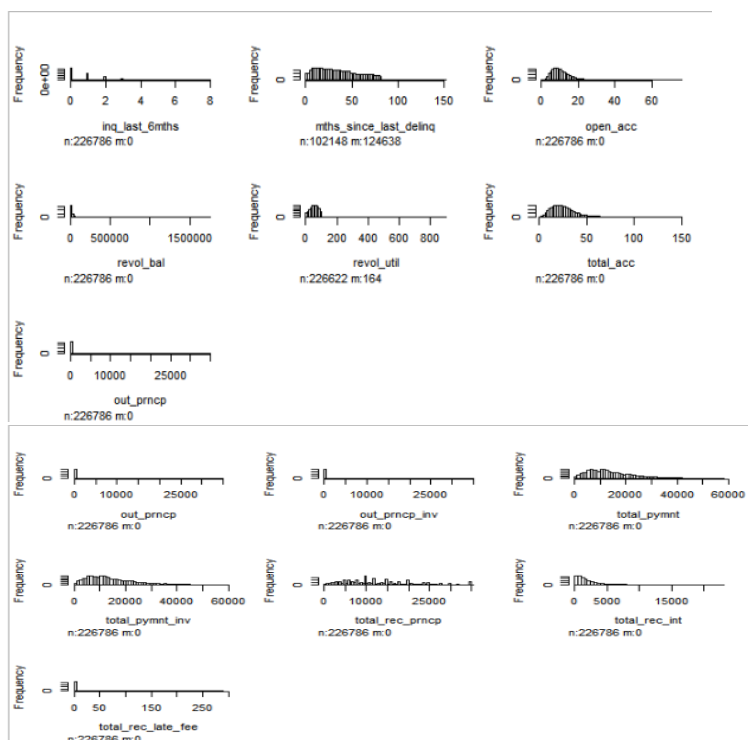 Frequency
0e+00
0 2 4 6 8
inq_last_6mths
n:226786 m:0
Frequency
0
0 50 100 150
mths_since_last_delinq
n:102148 m:124638
Frequency
0
0 20 40 60
open_acc
n:226786 m:0
Frequency
0
0 500000 1500000
revol_bal
n:226786 m:0
Frequency
0
0 200 400 600 800
revol_util
n:226622 m:164
Frequency
0
0 50 100 150
total_acc
n:226786 m:0
Frequency
0
0 10000 25000
out_prncp
n:226786 m:0
Frequency
0
0 10000 25000
out_prncp
n:226786 m:0
Frequency
0
0 10000 25000
out_prncp_inv
n:226786 m:0
Frequency
0
0 20000 40000 60000
total_pymnt
n:226786 m:0
Frequency
0
0 20000 40000 60000
total_pymnt_inv
n:226786 m:0
Frequency
0
0 10000 25000
total_rec_prncp
n:226786 m:0
Frequency
0
0 5000 15000
total_rec_int
n:226786 m:0
Frequency
0
0 50 150 250
total_rec_late_fee
n:226786 m:0